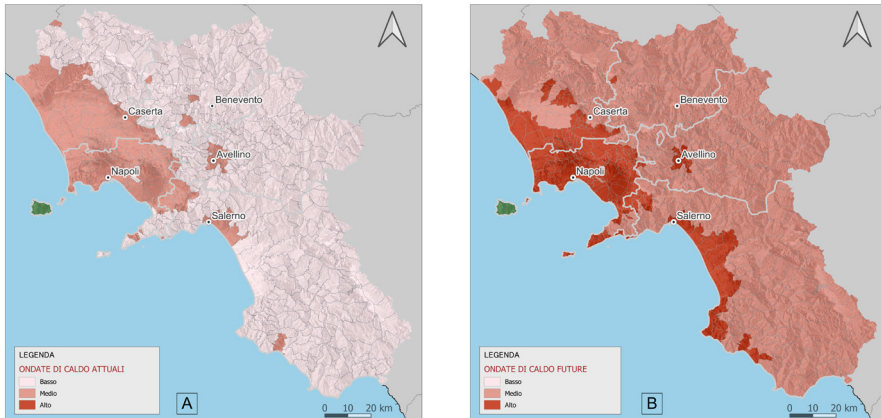 Caserta
Benevento
Avellino
Napoli
Salerno
LEGENDA
ONDATE DI CALDO ATTUALI
Basso
Medio
Alto
A
0 10 20 km
Caserta
Benevento
Avellino
Napoli
Salerno
LEGENDA
ONDATE DI CALDO FUTURE
Basso
Medio
Alto
B
0 10 20 km